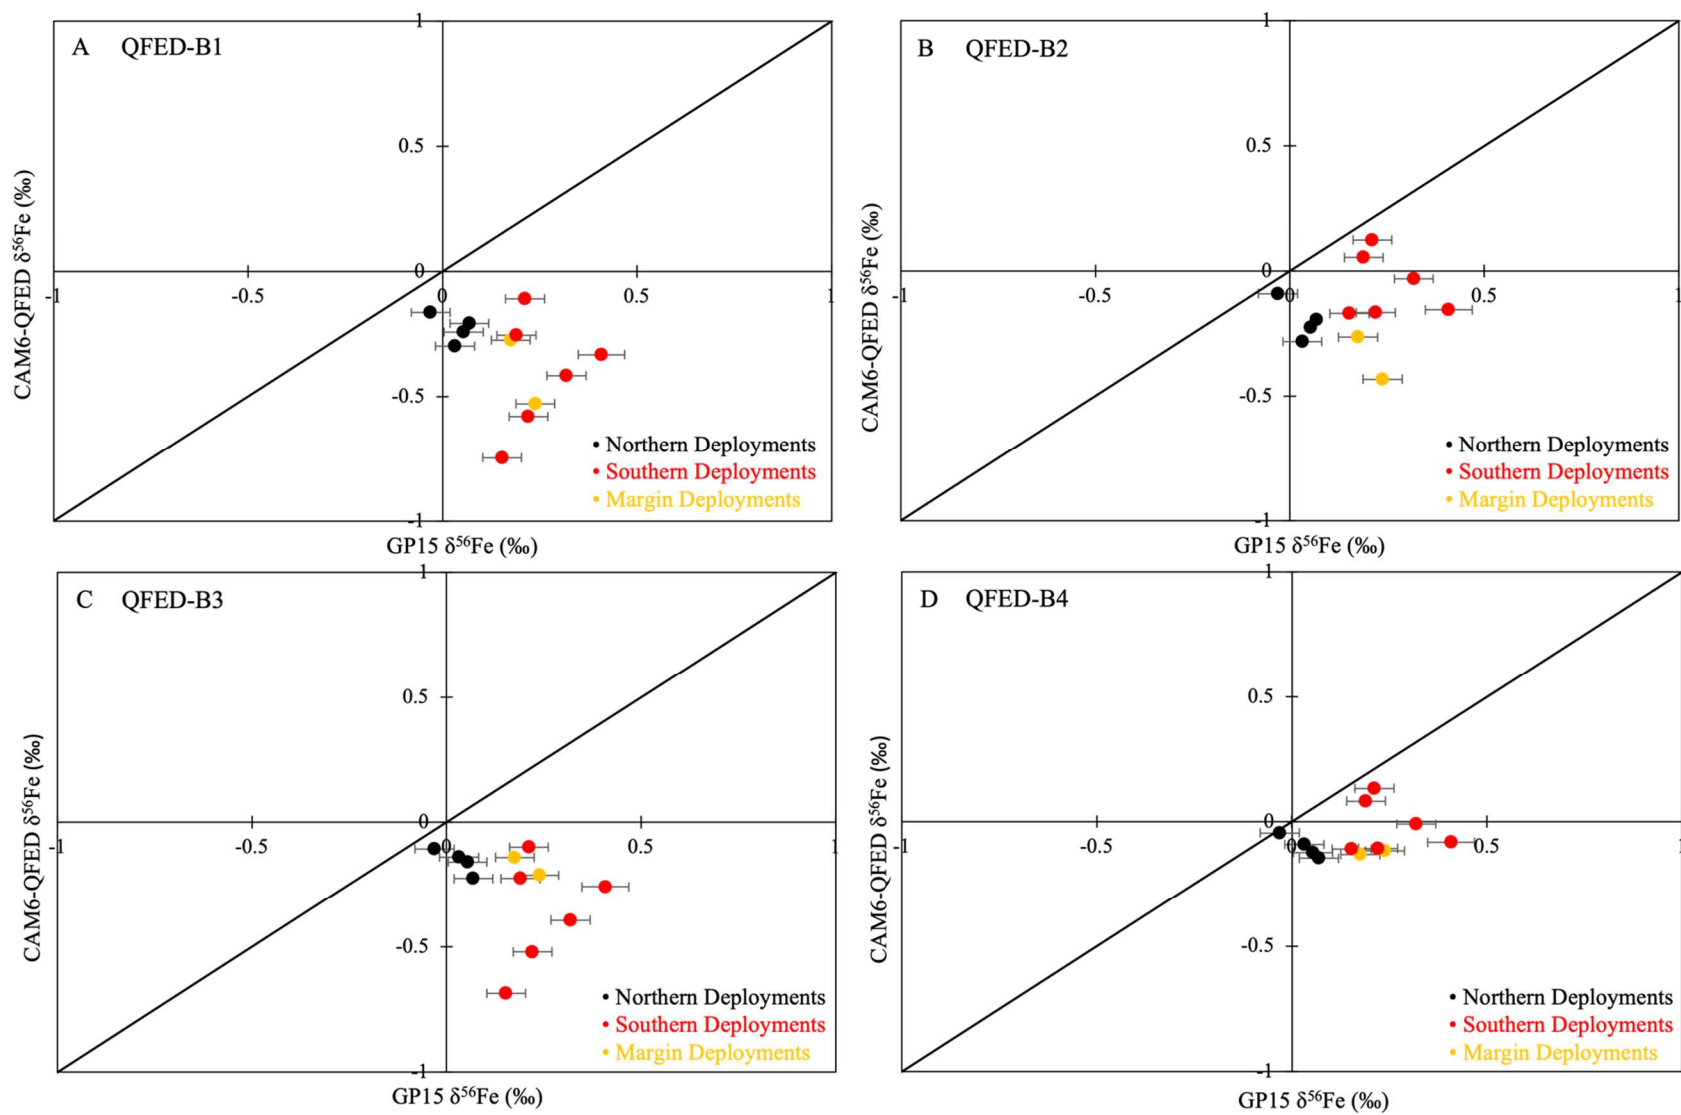 A QFED-B1
1
0.5
0
-1
-0.5
0
0.5
1
-0.5
-1
CAM6-QFED δ⁵⁶Fe (‰)
GP15 δ⁵⁶Fe (‰)
• Northern Deployments
• Southern Deployments
• Margin Deployments
B QFED-B2
1
0.5
0
-1
-0.5
0
0.5
1
-0.5
-1
CAM6-QFED δ⁵⁶Fe (‰)
GP15 δ⁵⁶Fe (‰)
• Northern Deployments
• Southern Deployments
• Margin Deployments
C QFED-B3
1
0.5
0
-1
-0.5
0
0.5
1
-0.5
-1
CAM6-QFED δ⁵⁶Fe (‰)
GP15 δ⁵⁶Fe (‰)
• Northern Deployments
• Southern Deployments
• Margin Deployments
D QFED-B4
1
0.5
0
-1
-0.5
0
0.5
1
-0.5
-1
CAM6-QFED δ⁵⁶Fe (‰)
GP15 δ⁵⁶Fe (‰)
• Northern Deployments
• Southern Deployments
• Margin Deployments